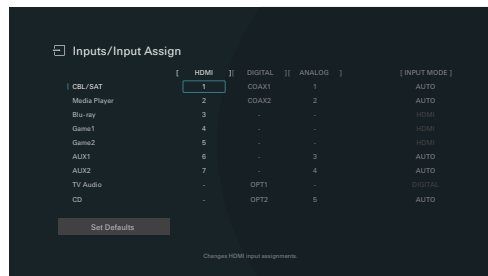 Inputs/Input Assign
[ HDMI ][ DIGITAL ][ ANALOG ] [ INPUT MODE ]
CBL/SAT 1 COAX1 1 AUTO
Media Player 2 COAX2 2 AUTO
Blu-ray 3 - - HDMI
Game1 4 - - HDMI
Game2 5 - - HDMI
AUX1 6 - 3 AUTO
AUX2 7 - 4 AUTO
TV Audio - OPT1 - DIGITAL
CD - OPT2 5 AUTO
Set Defaults
Changes HDMI input assignments.